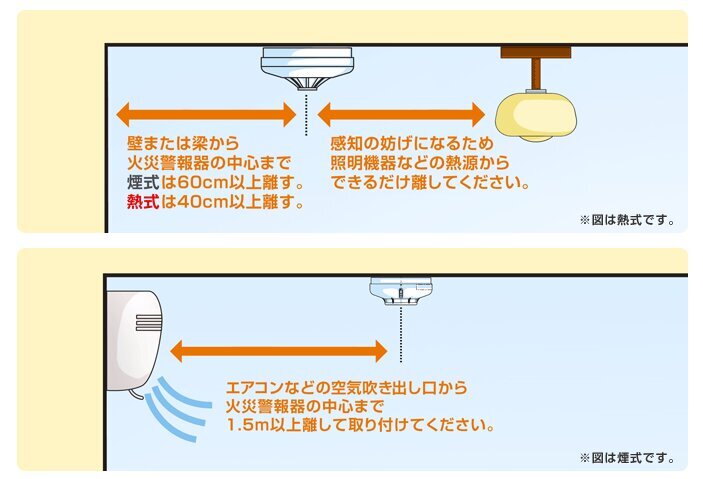 壁または梁から
火災警報器の中心まで
煙式は60cm以上離す。
熱式は40cm以上離す。
感知の妨げになるため
照明機器などの熱源から
できるだけ離してください。
※図は熱式です。
エアコンなどの空気吹き出し口から
火災警報器の中心まで
1.5m以上離して取り付けてください。
※図は煙式です。